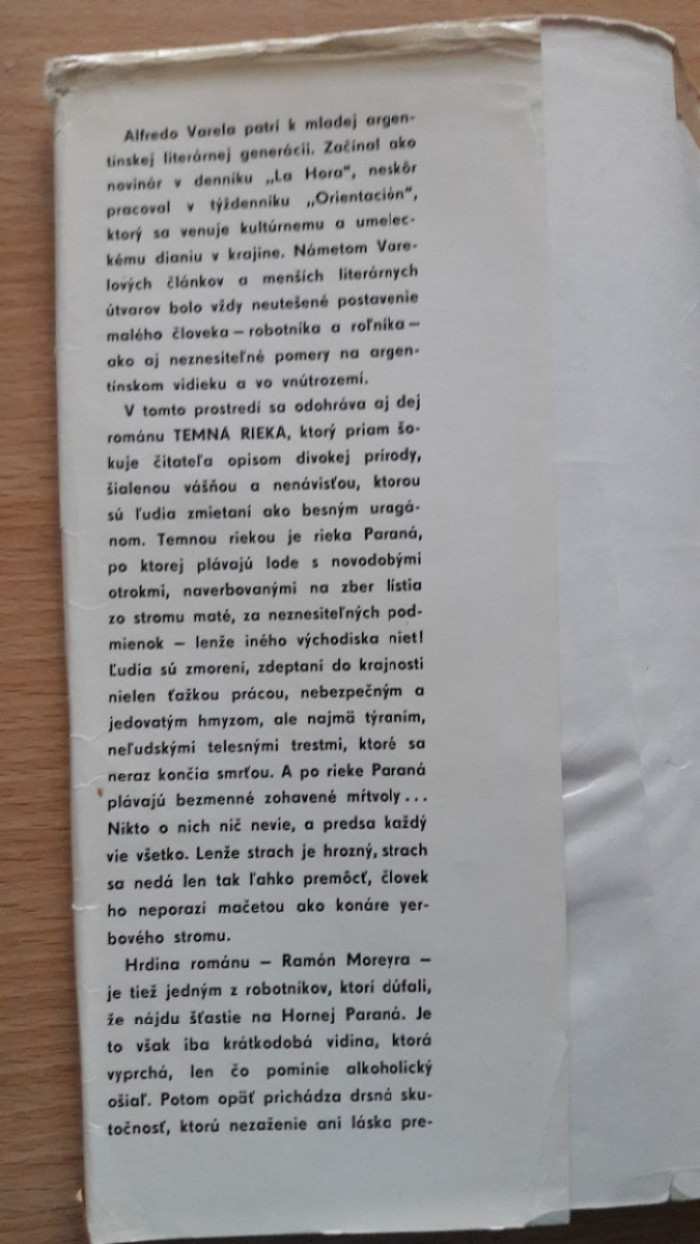 Alfredo Varela patrí k mladej argen-
tínskej literárnej generácii. Začínal ako
novinár v denníku „La Hora“, neskôr
pracoval v týždenníku „Orientación“,
ktorý sa venuje kultúrnemu a umelec-
kému dianiu v krajine. Námetom Vare-
lových článkov a menších literárnych
útvarov bolo vždy neutešené postavenie
malého človeka – robotníka a roľníka –
ako aj neznesiteľné pomery na argen-
tínskom vidieku a vo vnútrozemí.
V tomto prostredí sa odohráva aj dej
románu TEMNÁ RIEKA, ktorý priam šo-
kuje čitateľa opisom divokej prírody,
šialenou vášňou a nenávisťou, ktorou
sú ľudia zmietaní ako besným uragá-
nom. Temnou riekou je rieka Paraná,
po ktorej plávajú lode s novodobými
otrokmi, naverbovanými na zber lístia
zo stromu maté, za neznesiteľných pod-
mienok – lenže iného východiska niet!
Ľudia sú zmorení, zdeptaní do krajnosti
nielen ťažkou prácou, nebezpečným a
jedovatým hmyzom, ale najmä týraním,
neľudskými telesnými trestmi, ktoré sa
neraz končia smrťou. A po rieke Paraná
plávajú bezmenné zohavené mŕtvoly...
Nikto o nich nič nevie, a predsa každý
vie všetko. Lenže strach je hrozný, strach
sa nedá len tak ľahko premôcť, človek
ho neporazí mačetou ako konáre yer-
bového stromu.
Hrdina románu – Ramón Moreyra –
je tiež jedným z robotníkov, ktorí dúfali,
že nájdu šťastie na Hornej Paraná. Je
to však iba krátkodobá vidina, ktorá
vyprchá, len čo pominie alkoholický
ošiaľ. Potom opäť prichádza drsná sku-
točnosť, ktorú nezaženie ani láska pre-